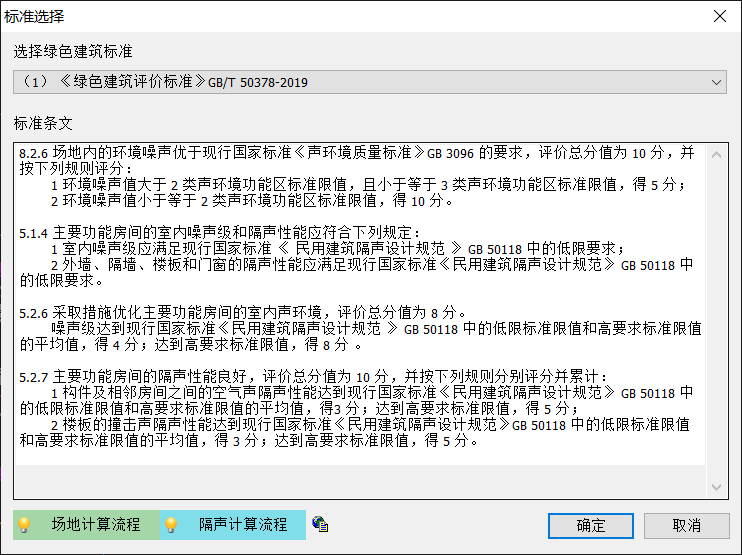 标准选择
选择绿色建筑标准
（1）《绿色建筑评价标准》GB/T 50378-2019
标准条文
8.2.6 场地内的环境噪声优于现行国家标准《声环境质量标准》GB 3096 的要求，评价总分值为 10 分，并
按下列规则评分：
1 环境噪声值大于 2 类声环境功能区标准限值，且小于等于 3 类声环境功能区标准限值，得 5 分；
2 环境噪声值小于等于 2 类声环境功能区标准限值，得 10 分。
5.1.4 主要功能房间的室内噪声级和隔声性能应符合下列规定：
1 室内噪声级应满足现行国家标准《 民用建筑隔声设计规范 》 GB 50118 中的低限要求；
2 外墙、隔墙、楼板和门窗的隔声性能应满足现行国家标准《民用建筑隔声设计规范》 GB 50118 中
的低限要求。
5.2.6 采取措施优化主要功能房间的室内声环境，评价总分值为 8 分。
噪声级达到现行国家标准《民用建筑隔声设计规范 》 GB 50118 中的低限标准限值和高要求标准限值
的平均值，得 4 分；达到高要求标准限值，得 8 分 。
5.2.7 主要功能房间的隔声性能良好，评价总分值为 10 分，并按下列规则分别评分并累计：
1 构件及相邻房间之间的空气声隔声性能达到现行国家标准《民用建筑隔声设计规范》 GB 50118 中
的低限标准限值和高要求标准限值的平均值，得3 分；达到高要求标准限值，得 5 分；
2 楼板的撞击声隔声性能达到现行国家标准《民用建筑隔声设计规范》GB 50118 中的低限标准限值
和高要求标准限值的平均值，得 3 分；达到高要求标准限值，得 5 分。
场地计算流程
隔声计算流程
确定
取消